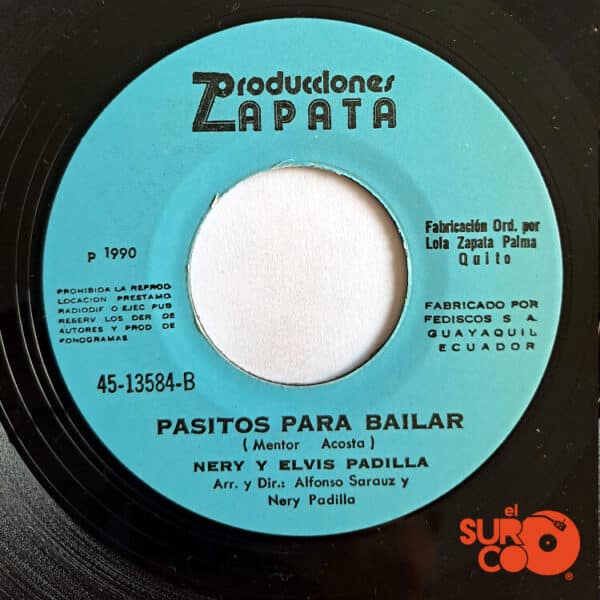 Producciones
ZAPATA
p 1990
PROHIBIDA LA REPROD-
LOCACION PRESTAMO
RADIODIF O EJEC PUB
RESERV LOS DER DE
AUTORES Y PROD DE
FONOGRAMAS
45-13584-B
Fabricación Ord. por
Lola Zapata Palma
Quito
FABRICADO POR
FEDISCOS S A.
GUAYAQUIL
ECUADOR
PASITOS PARA BAILAR
( Mentor Acosta )
NERY Y ELVIS PADILLA
Arr. y Dir.: Alfonso Sarauz y
Nery Padilla
el
SUR
CO
®